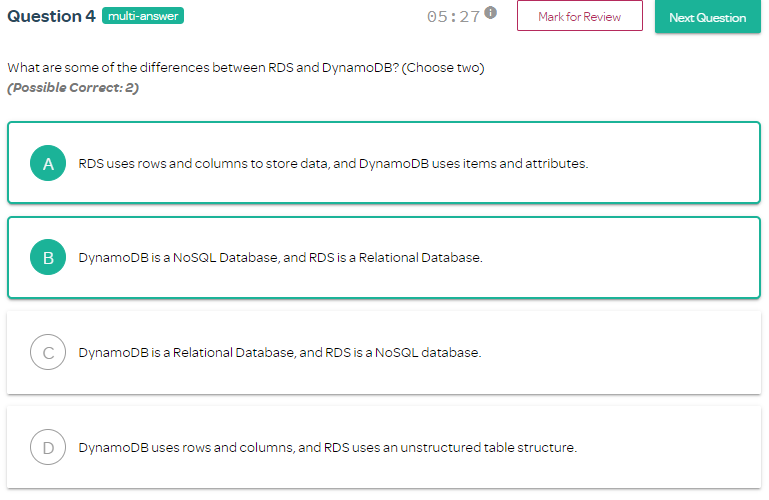 Question 4 multi-answer 05:27 i Mark for Review Next Question
What are some of the differences between RDS and DynamoDB? (Choose two)
(Possible Correct: 2)
A RDS uses rows and columns to store data, and DynamoDB uses items and attributes.
B DynamoDB is a NoSQL Database, and RDS is a Relational Database.
C DynamoDB is a Relational Database, and RDS is a NoSQL database.
D DynamoDB uses rows and columns, and RDS uses an unstructured table structure.